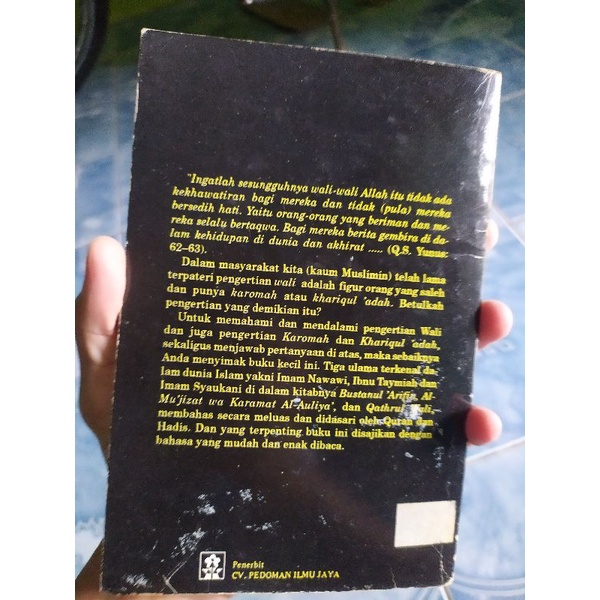 "Ingatlah sesungguhnya wali-wali Allah itu tidak ada
kekhawatiran bagi mereka dan tidak (pula) mereka
bersedih hati. Yaitu orang-orang yang beriman dan me-
reka selalu bertaqwa. Bagi mereka berita gembira di da-
lam kehidupan di dunia dan akhirat ..... (Q.S. Yunus:
62–63).
Dalam masyarakat kita (kaum Muslimin) telah lama
terpateri pengertian wali adalah figur orang yang saleh
dan punya karomah atau khariqul 'adah. Betulkah
pengertian yang demikian itu?
Untuk memahami dan mendalami pengertian Wali
dan juga pengertian Karomah dan Khariqul 'adah,
sekaligus menjawab pertanyaan di atas, maka sebaiknya
Anda menyimak buku kecil ini. Tiga ulama terkenal da-
lam dunia Islam yakni Imam Nawawi, Ibnu Taymiah dan
Imam Syaukani di dalam kitabnya Bustanul 'Arifin, Al-
Mu'jizat wa Karamat Al-Auliya', dan Qathrul Wali,
membahas secara meluas dan didasari oleh Quran dan
Hadis. Dan yang terpenting buku ini disajikan dengan
bahasa yang mudah dan enak dibaca.
Penerbit
CV. PEDOMAN ILMU JAYA